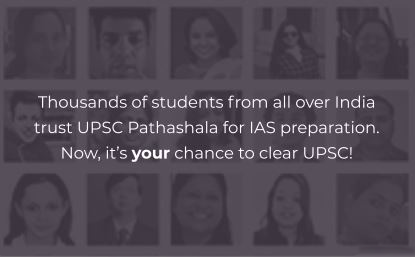 Thousands of students from all over India
trust UPSC Pathashala for IAS preparation.
Now, it's your chance to clear UPSC!